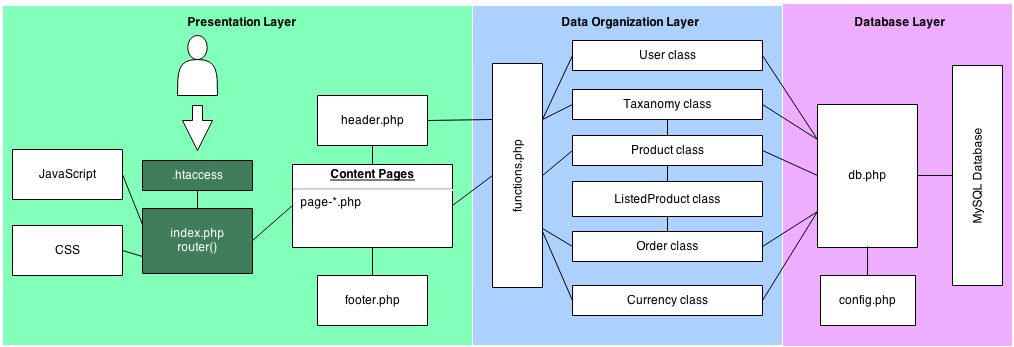 Presentation Layer
Data Organization Layer
Database Layer
User class
Taxanomy class
header.php
functions.php
Product class
JavaScript
.htaccess
Content Pages
page-*.php
db.php
MySQL Database
ListedProduct class
index.php
router()
CSS
Order class
footer.php
Currency class
config.php